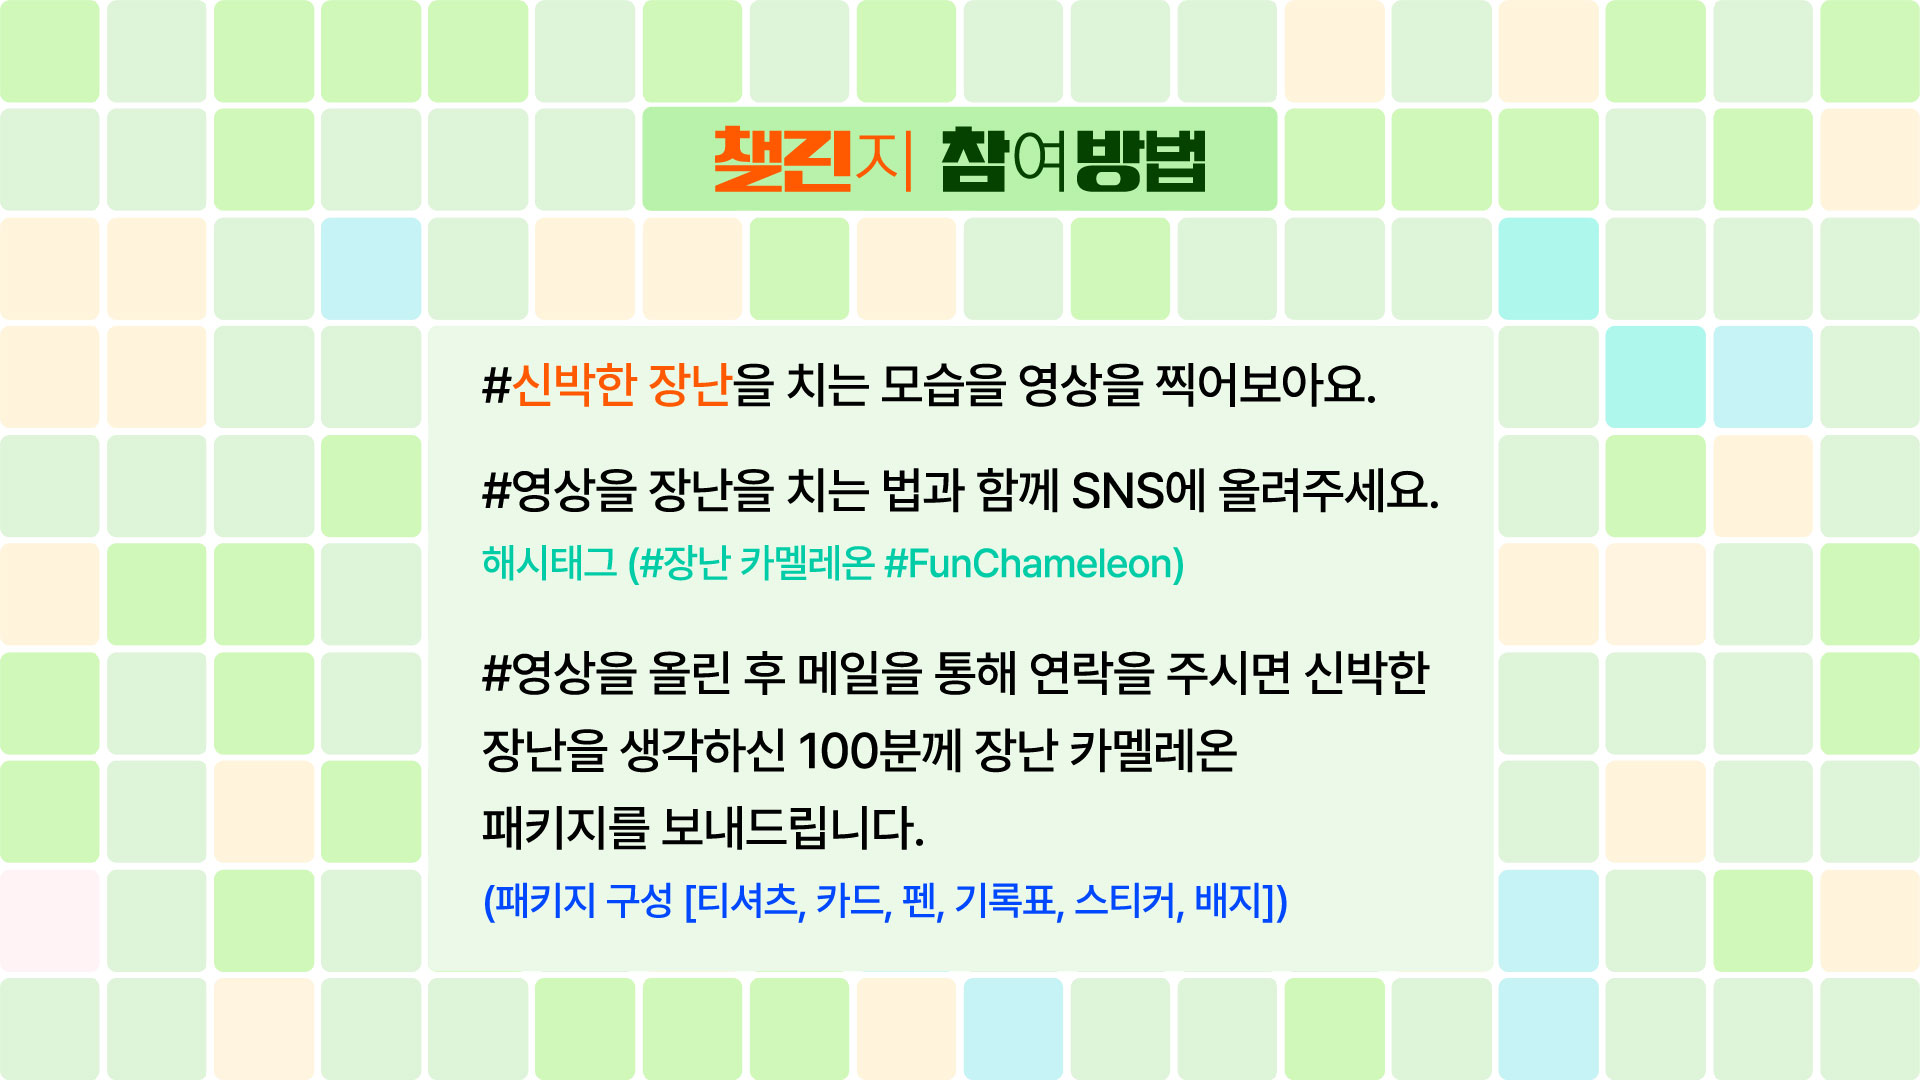 챌린지 참여방법
#신박한 장난을 치는 모습을 영상을 찍어보아요.
#영상을 장난을 치는 법과 함께 SNS에 올려주세요.
해시태그 (#장난 카멜레온 #FunChameleon)
#영상을 올린 후 메일을 통해 연락을 주시면 신박한
장난을 생각하신 100분께 장난 카멜레온
패키지를 보내드립니다.
(패키지 구성 [티셔츠, 카드, 펜, 기록표, 스티커, 배지])